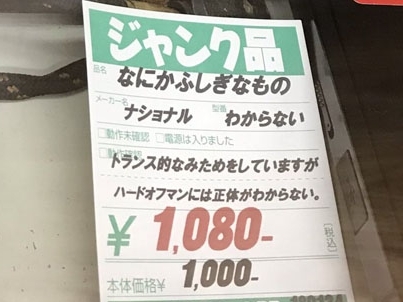 ジャンク品
品名 なにかふしぎなもの
メーカー名 ナショナル 型番 わからない
□動作未確認 □電源は入りました
トランス的なみためをしていますが
ハードオフマンには正体がわからない。
¥1,080- (税込)
本体価格¥ 1,000-